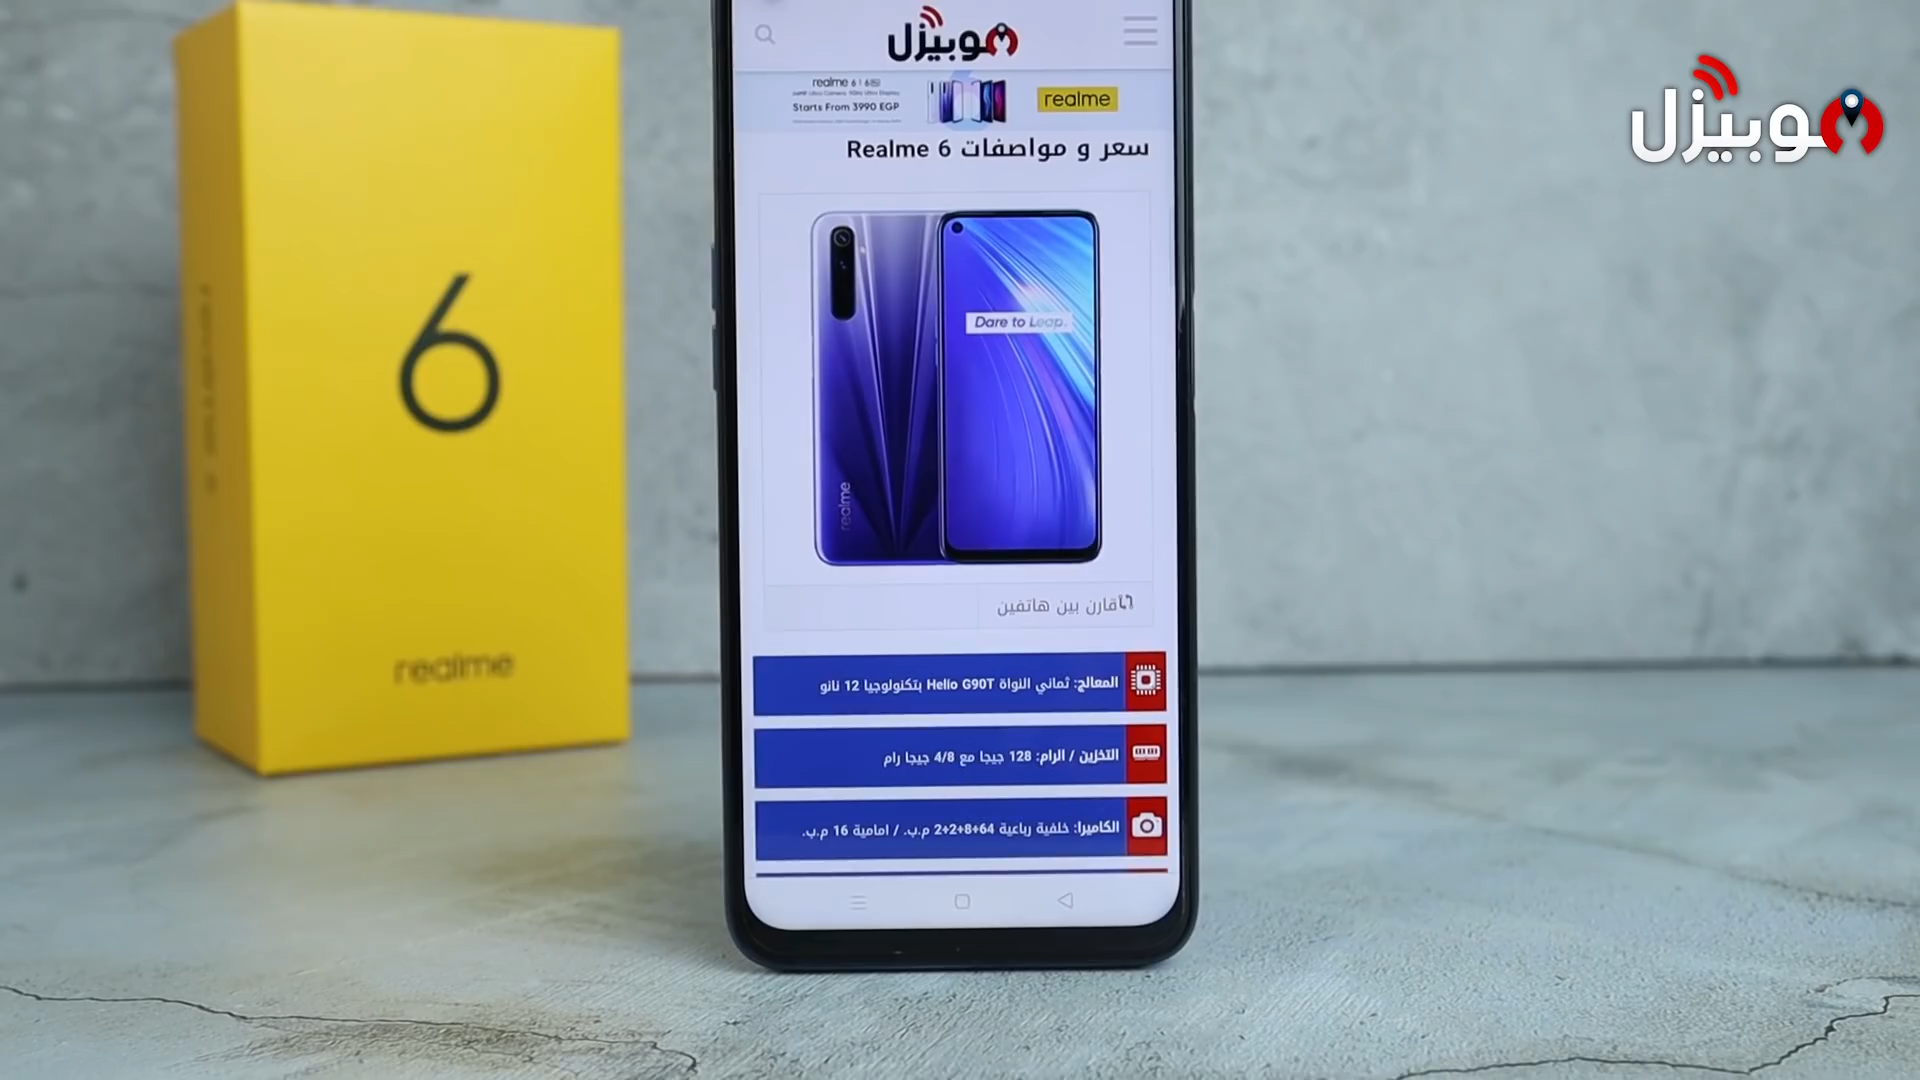 موبيزل
موبيزل
realme 6 | 6
Starts From 3990 EGP
realme
سعر و مواصفات Realme 6
Dare to Leap.
realme
قارن بين هاتفين
المعالج: ثماني النواة Helio G90T بتكنولوجيا 12 نانو
التخزين / الرام: 128 جيجا مع 4/8 جيجا رام
الكاميرا: خلفية رباعية 64+8+2+2 م.ب. / امامية 16 م.ب.
6
realme